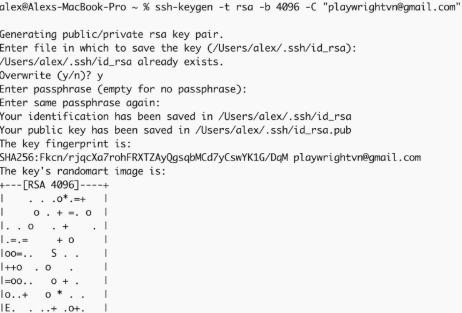 alex@Alexs-MacBook-Pro ~ % ssh-keygen -t rsa -b 4096 -C "playwrightvn@gmail.com"
Generating public/private rsa key pair.
Enter file in which to save the key (/Users/alex/.ssh/id_rsa):
/Users/alex/.ssh/id_rsa already exists.
Overwrite (y/n)? y
Enter passphrase (empty for no passphrase):
Enter same passphrase again:
Your identification has been saved in /Users/alex/.ssh/id_rsa
Your public key has been saved in /Users/alex/.ssh/id_rsa.pub
The key fingerprint is:
SHA256:Fkcn/rjqcXa7rohFRXTZAyQgsqbMCd7yCswYK1G/DqM playwrightvn@gmail.com
The key's randomart image is:
+---[RSA 4096]----+
|    . . .o*.=+   |
|     o . + =. o  |
|. . o   . +    . |
|.=.=     + o     |
|oo=..   S . .    |
|++o  . o   .     |
|=oo..   o + .    |
|o..+   o * . .   |
|E.  . ..+ .o+.   |